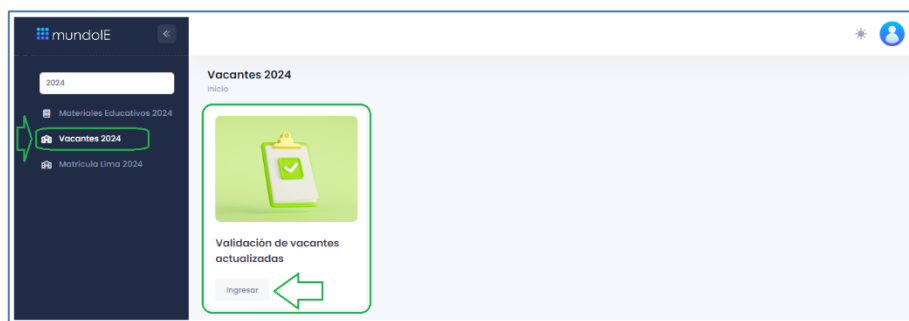 mundoIE
2024
Materiales Educativos 2024
Vacantes 2024
Matrícula Lima 2024
Vacantes 2024
Inicio
Validación de vacantes
actualizadas
Ingresar